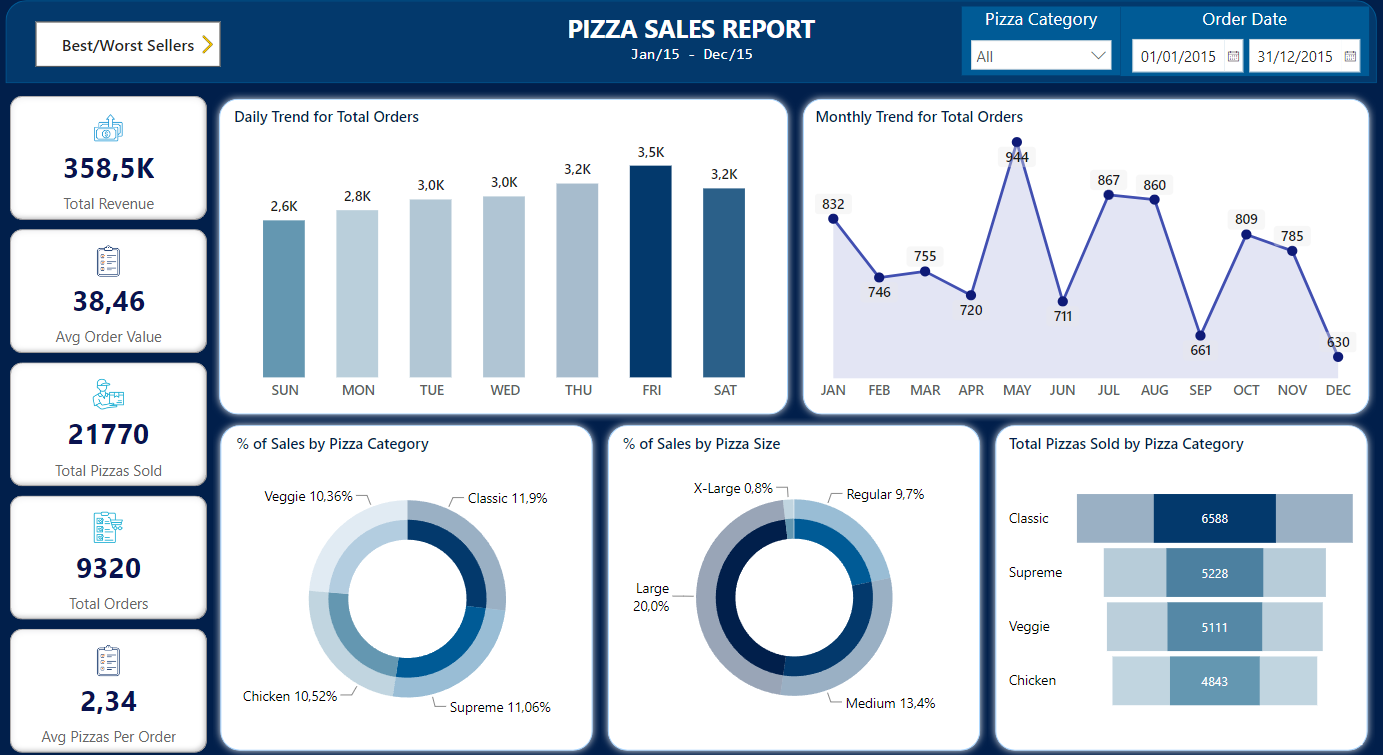 Best/Worst Sellers
PIZZA SALES REPORT
Jan/15 - Dec/15
Pizza Category
All
Order Date
01/01/2015
31/12/2015
358,5K
Total Revenue
38,46
Avg Order Value
21770
Total Pizzas Sold
9320
Total Orders
2,34
Avg Pizzas Per Order
Daily Trend for Total Orders
2,6K
2,8K
3,0K
3,0K
3,2K
3,5K
3,2K
SUN MON TUE WED THU FRI SAT
Monthly Trend for Total Orders
832
746
755
720
944
711
867
860
661
809
785
630
JAN FEB MAR APR MAY JUN JUL AUG SEP OCT NOV DEC
% of Sales by Pizza Category
Veggie 10,36%
Classic 11,9%
Chicken 10,52%
Supreme 11,06%
% of Sales by Pizza Size
X-Large 0,8%
Regular 9,7%
Large
20,0%
Medium 13,4%
Total Pizzas Sold by Pizza Category
Classic 6588
Supreme 5228
Veggie 5111
Chicken 4843